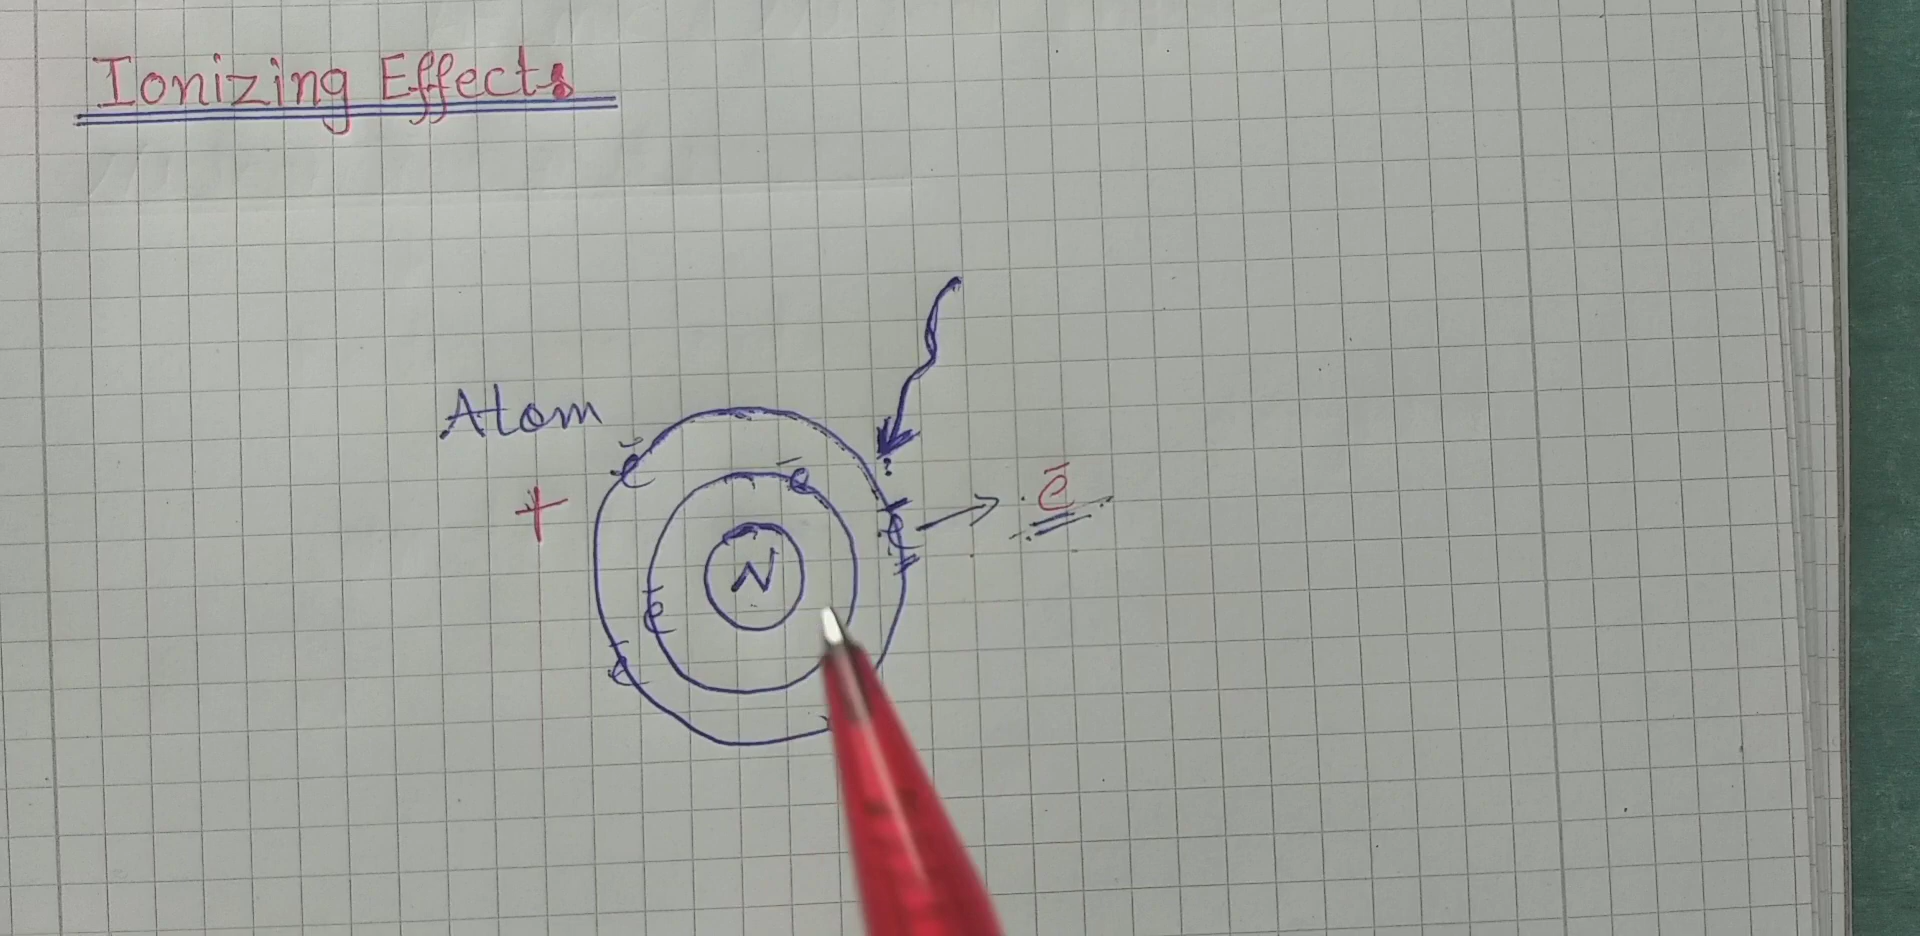 Ionizing Effects
Atom
e⁻
e⁻
+
e⁻
e⁻
N
e⁻
e⁻